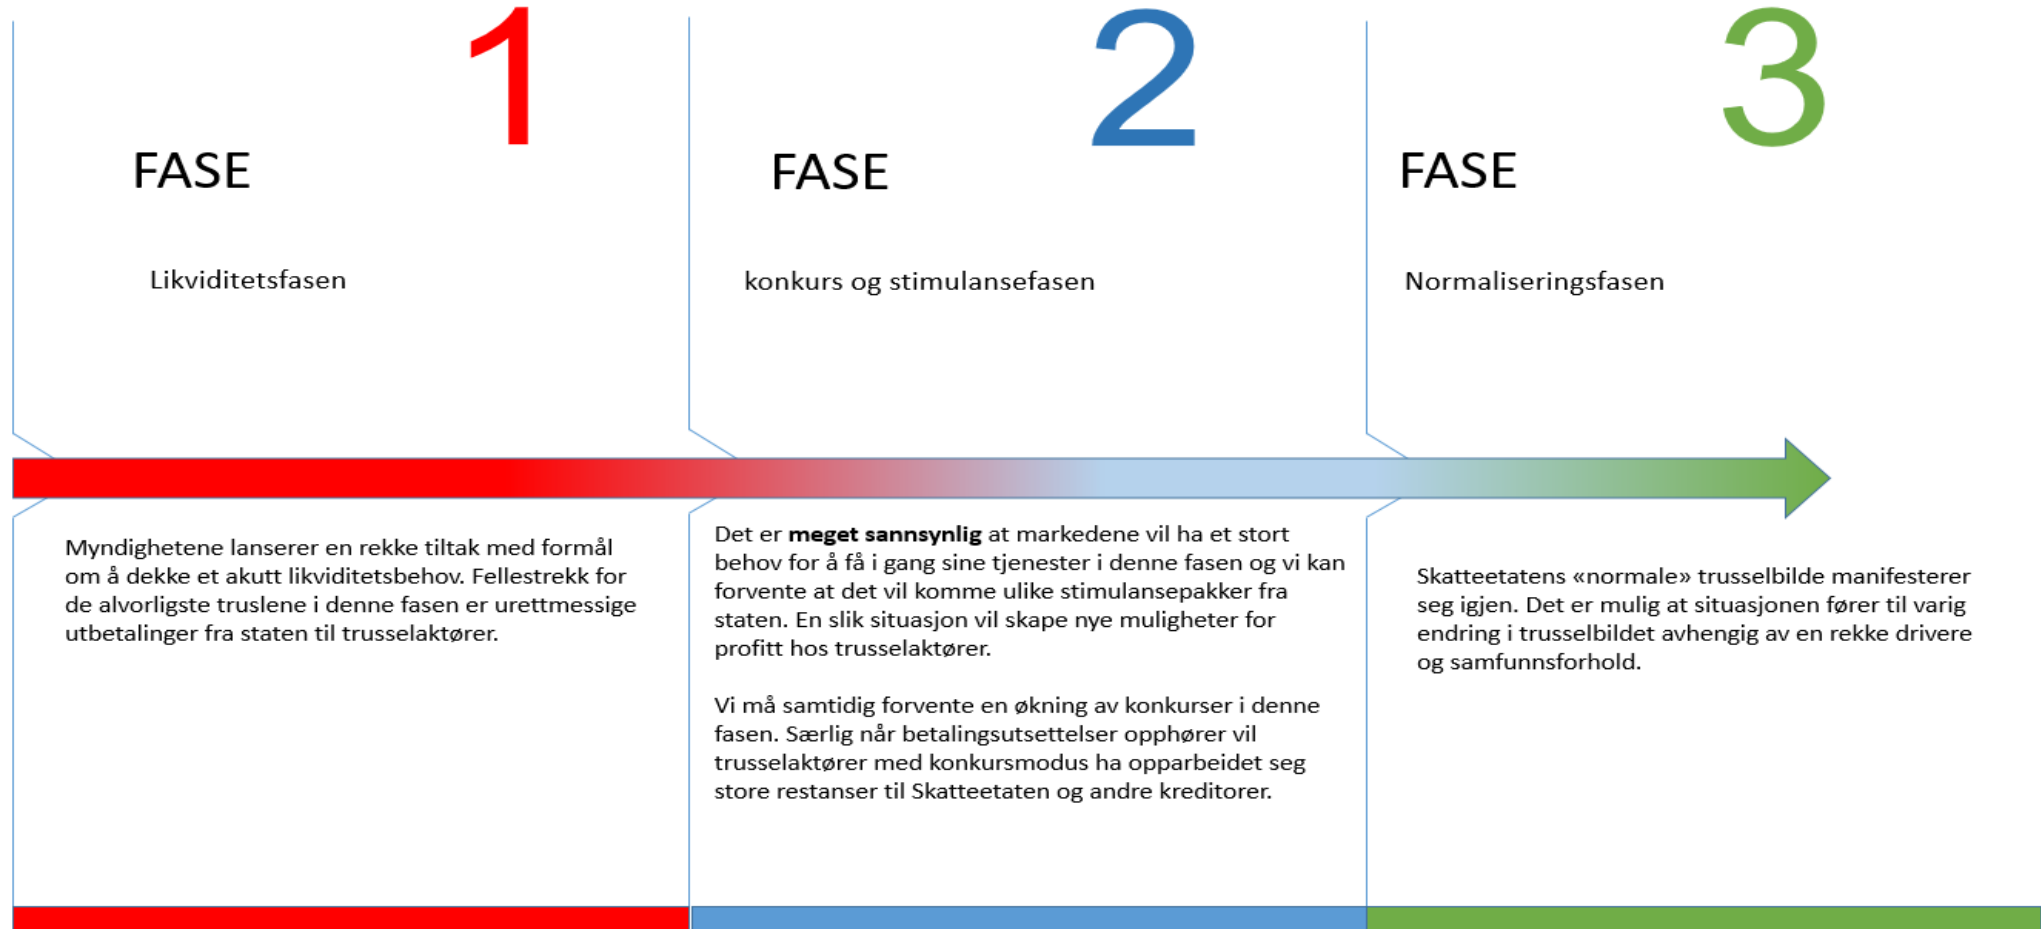 1
FASE
Likviditetsfasen
Myndighetene lanserer en rekke tiltak med formål
om å dekke et akutt likviditetsbehov. Fellestrekk for
de alvorligste truslene i denne fasen er urettmessige
utbetalinger fra staten til trusselaktører.
2
FASE
konkurs og stimulansefasen
Det er meget sannsynlig at markedene vil ha et stort
behov for å få i gang sine tjenester i denne fasen og vi kan
forvente at det vil komme ulike stimulansepakker fra
staten. En slik situasjon vil skape nye muligheter for
profitt hos trusselaktører.
Vi må samtidig forvente en økning av konkurser i denne
fasen. Særlig når betalingsutsettelser opphører vil
trusselaktører med konkursmodus ha opparbeidet seg
store restanser til Skatteetaten og andre kreditorer.
3
FASE
Normaliseringsfasen
Skatteetatens «normale» trusselbilde manifesterer
seg igjen. Det er mulig at situasjonen fører til varig
endring i trusselbildet avhengig av en rekke drivere
og samfunnsforhold.